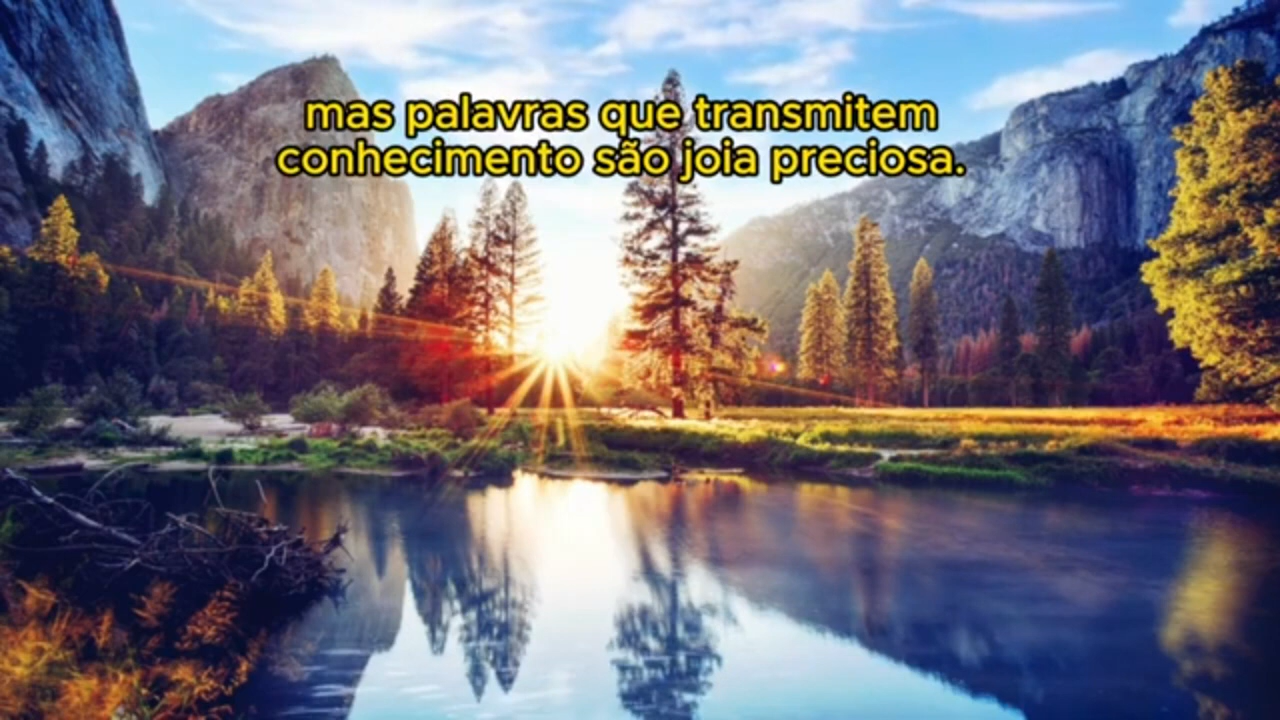 mas palavras que transmitem
conhecimento são joia preciosa.